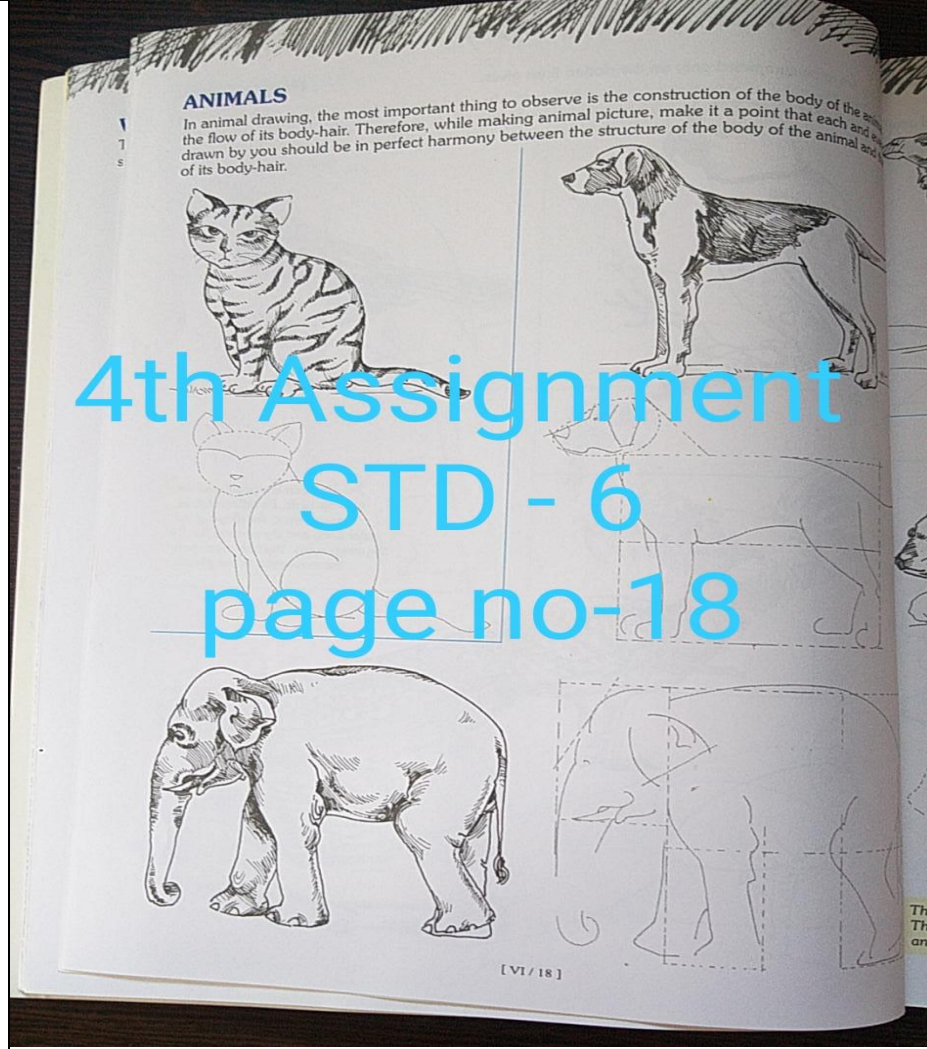 ANIMALS
In animal drawing, the most important thing to observe is the construction of the body of the
the flow of its body-hair. Therefore, while making animal picture, make it a point that each and
drawn by you should be in perfect harmony between the structure of the body of the animal and
of its body-hair.
4th Assignment
STD - 6
page no-18
[ VI / 18 ]
Th
Th
an